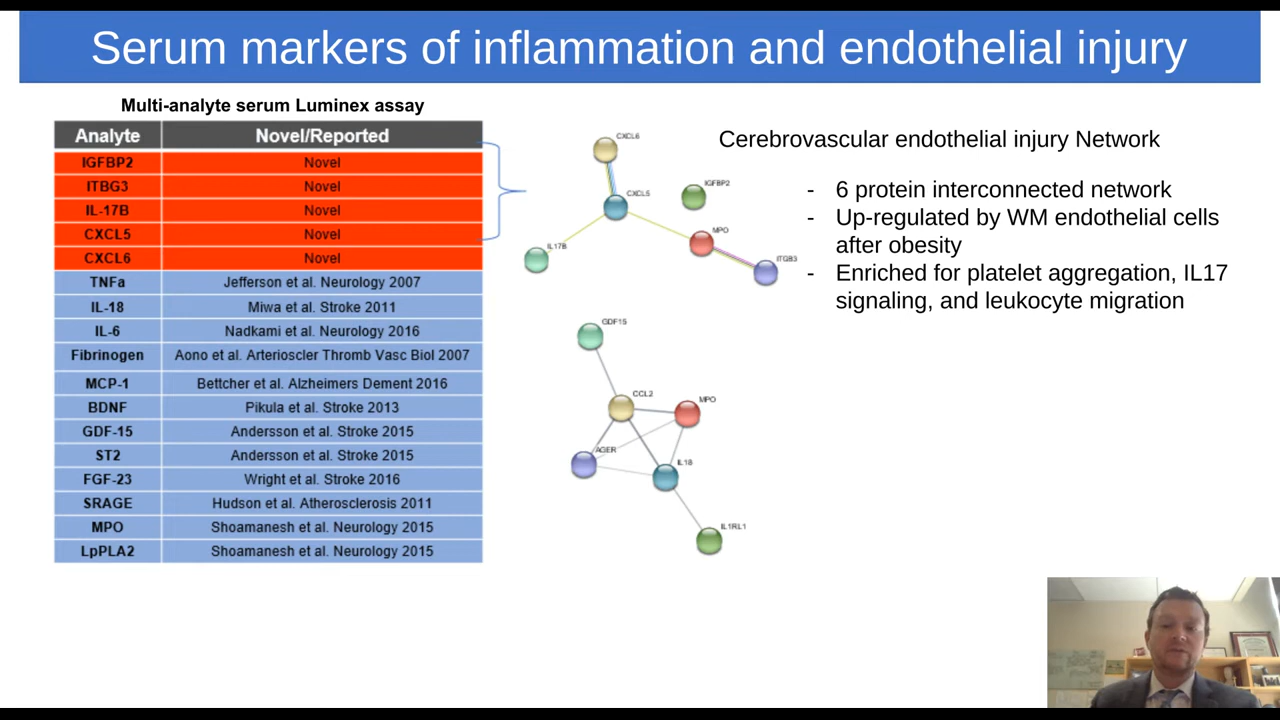 Serum markers of inflammation and endothelial injury
Multi-analyte serum Luminex assay
Analyte Novel/Reported
IGFBP2 Novel
ITBG3 Novel
IL-17B Novel
CXCL5 Novel
CXCL6 Novel
TNFa Jefferson et al. Neurology 2007
IL-18 Miwa et al. Stroke 2011
IL-6 Nadkami et al. Neurology 2016
Fibrinogen Aono et al. Arterioscler Thromb Vasc Biol 2007
MCP-1 Bettcher et al. Alzheimers Dement 2016
BDNF Pikula et al. Stroke 2013
GDF-15 Andersson et al. Stroke 2015
ST2 Andersson et al. Stroke 2015
FGF-23 Wright et al. Stroke 2016
SRAGE Hudson et al. Atherosclerosis 2011
MPO Shoamanesh et al. Neurology 2015
LpPLA2 Shoamanesh et al. Neurology 2015
CXCL6
IGFBP2
CXCL5
MPO
IL17B
ITGB3
GDF15
CCL2
MPO
AGER
IL18
IL1RL1
Cerebrovascular endothelial injury Network
- 6 protein interconnected network
- Up-regulated by WM endothelial cells
after obesity
- Enriched for platelet aggregation, IL17
signaling, and leukocyte migration